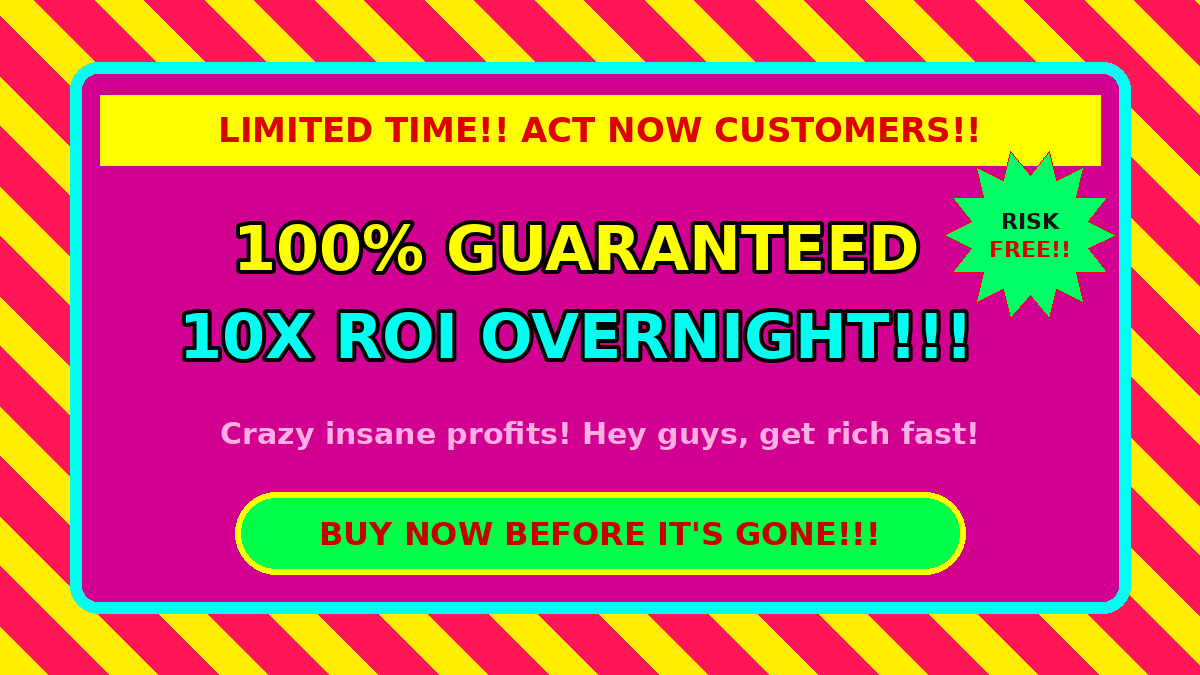 LIMITED TIME!! ACT NOW CUSTOMERS!!
RISK
FREE!!
100% GUARANTEED
10X ROI OVERNIGHT!!!
Crazy insane profits! Hey guys, get rich fast!
BUY NOW BEFORE IT'S GONE!!!